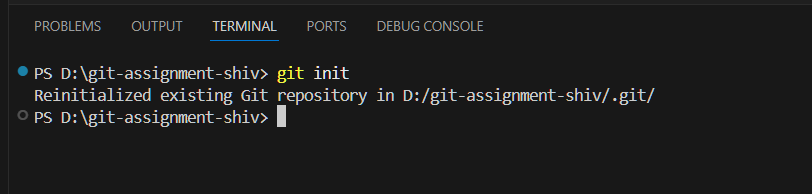 PROBLEMS OUTPUT TERMINAL PORTS DEBUG CONSOLE
PS D:\git-assignment-shiv> git init
Reinitialized existing Git repository in D:/git-assignment-shiv/.git/
PS D:\git-assignment-shiv>